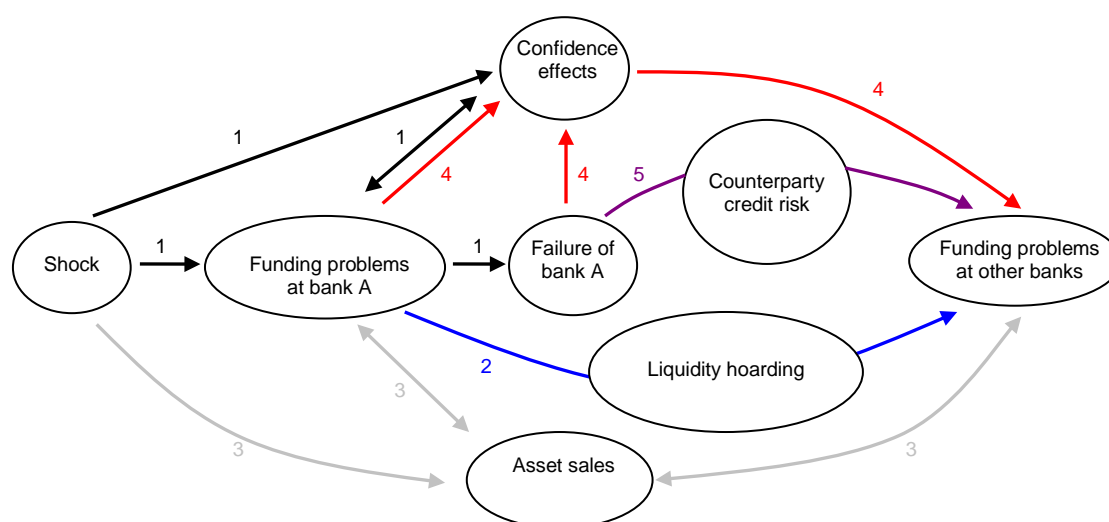 Confidence
effects
4
1
1
4
4
5
Counterparty
credit risk
Shock
1
Funding problems
at bank A
1
Failure of
bank A
Funding problems
at other banks
2
Liquidity hoarding
3
3
Asset sales
3